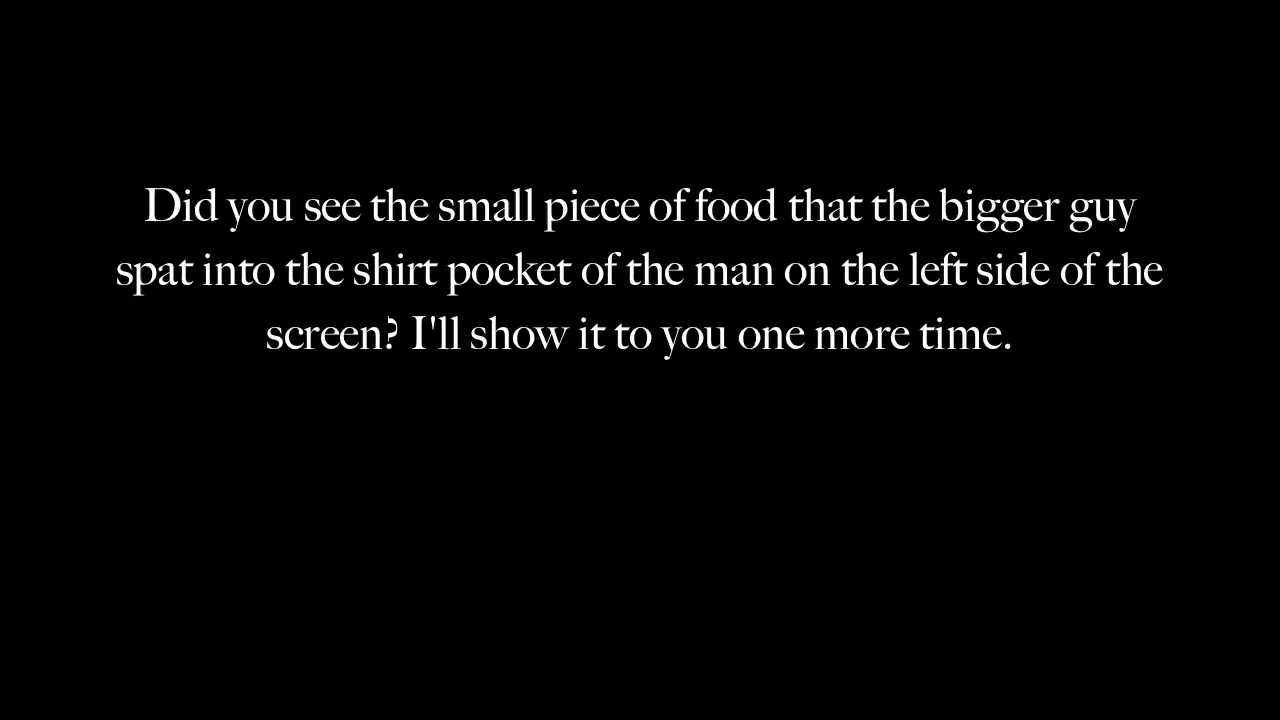 Did you see the small piece of food that the bigger guy
spat into the shirt pocket of the man on the left side of the
screen? I'll show it to you one more time.